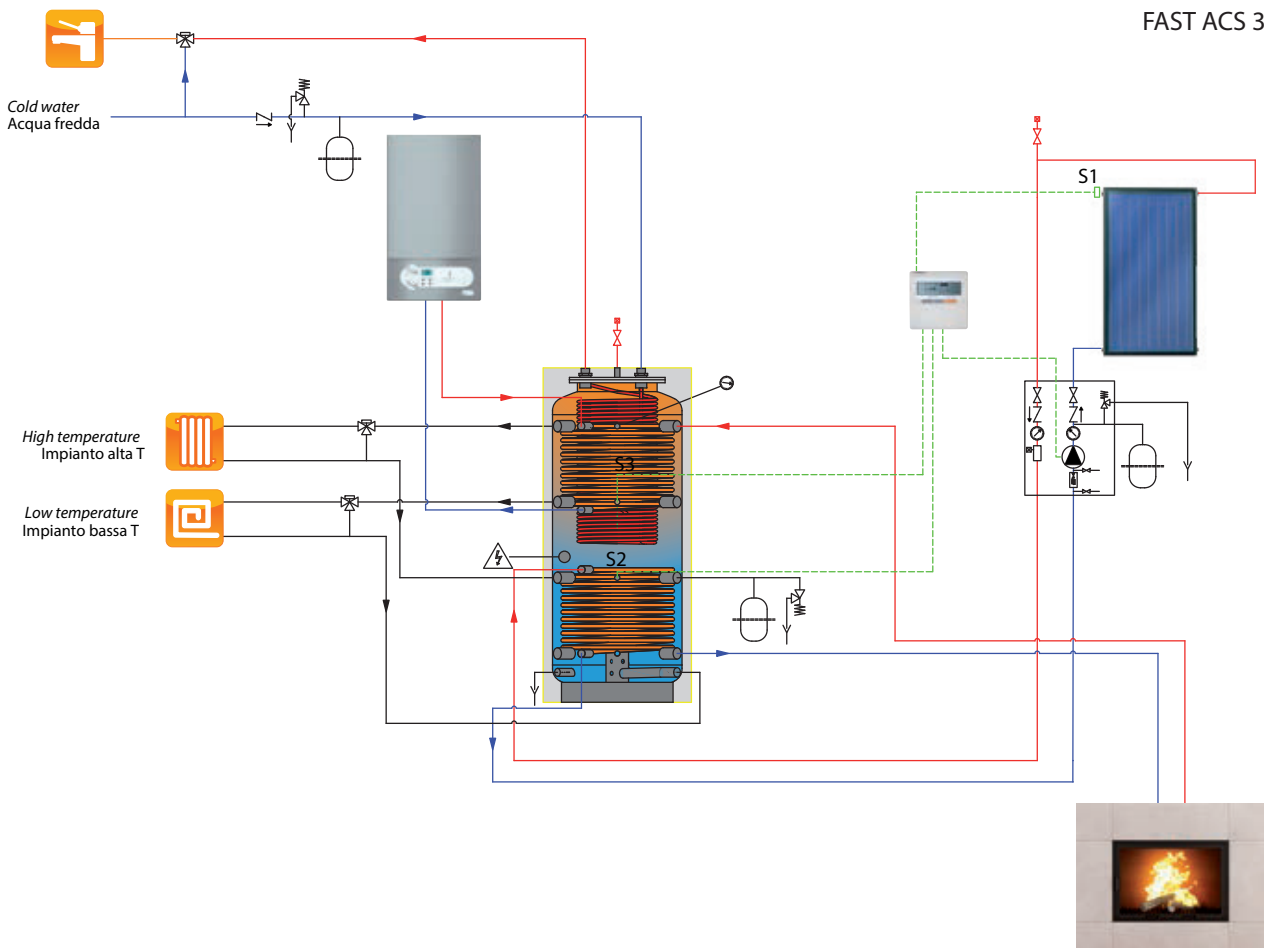 FAST ACS 3
Cold water
Acqua fredda
S1
High temperature
Impianto alta T
S3
Low temperature
Impianto bassa T
S2